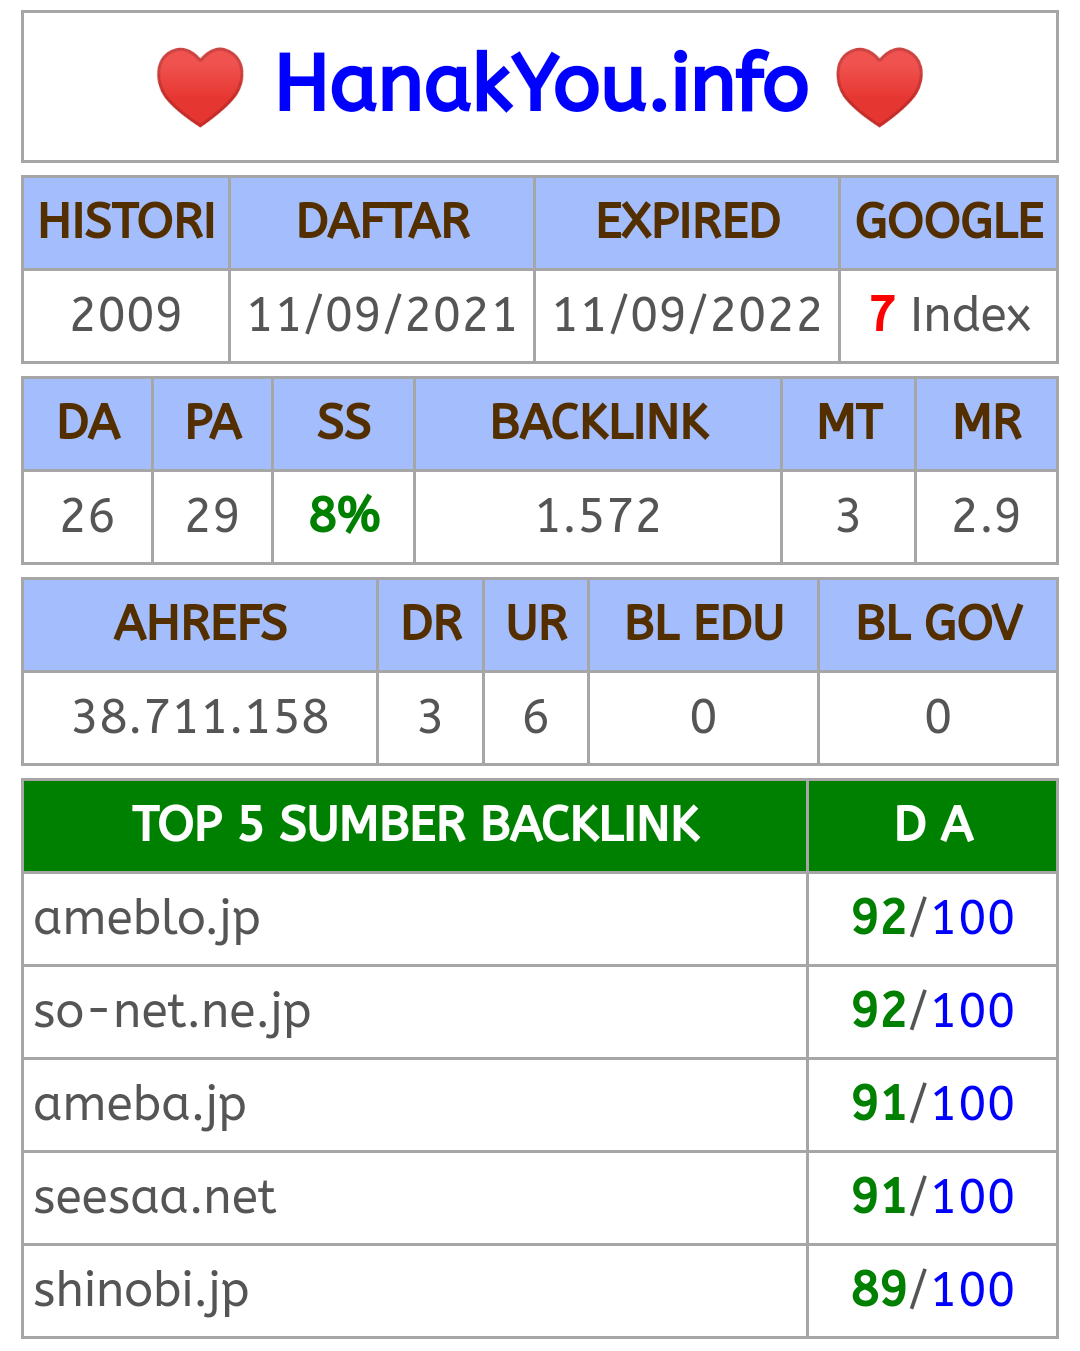 HanakYou.info
HISTORI DAFTAR EXPIRED GOOGLE
2009 11/09/2021 11/09/2022 7 Index
DA PA SS BACKLINK MT MR
26 29 8% 1.572 3 2.9
AHREFS DR UR BL EDU BL GOV
38.711.158 3 6 0 0
TOP 5 SUMBER BACKLINK D A
ameblo.jp 92/100
so-net.ne.jp 92/100
ameba.jp 91/100
seesaa.net 91/100
shinobi.jp 89/100